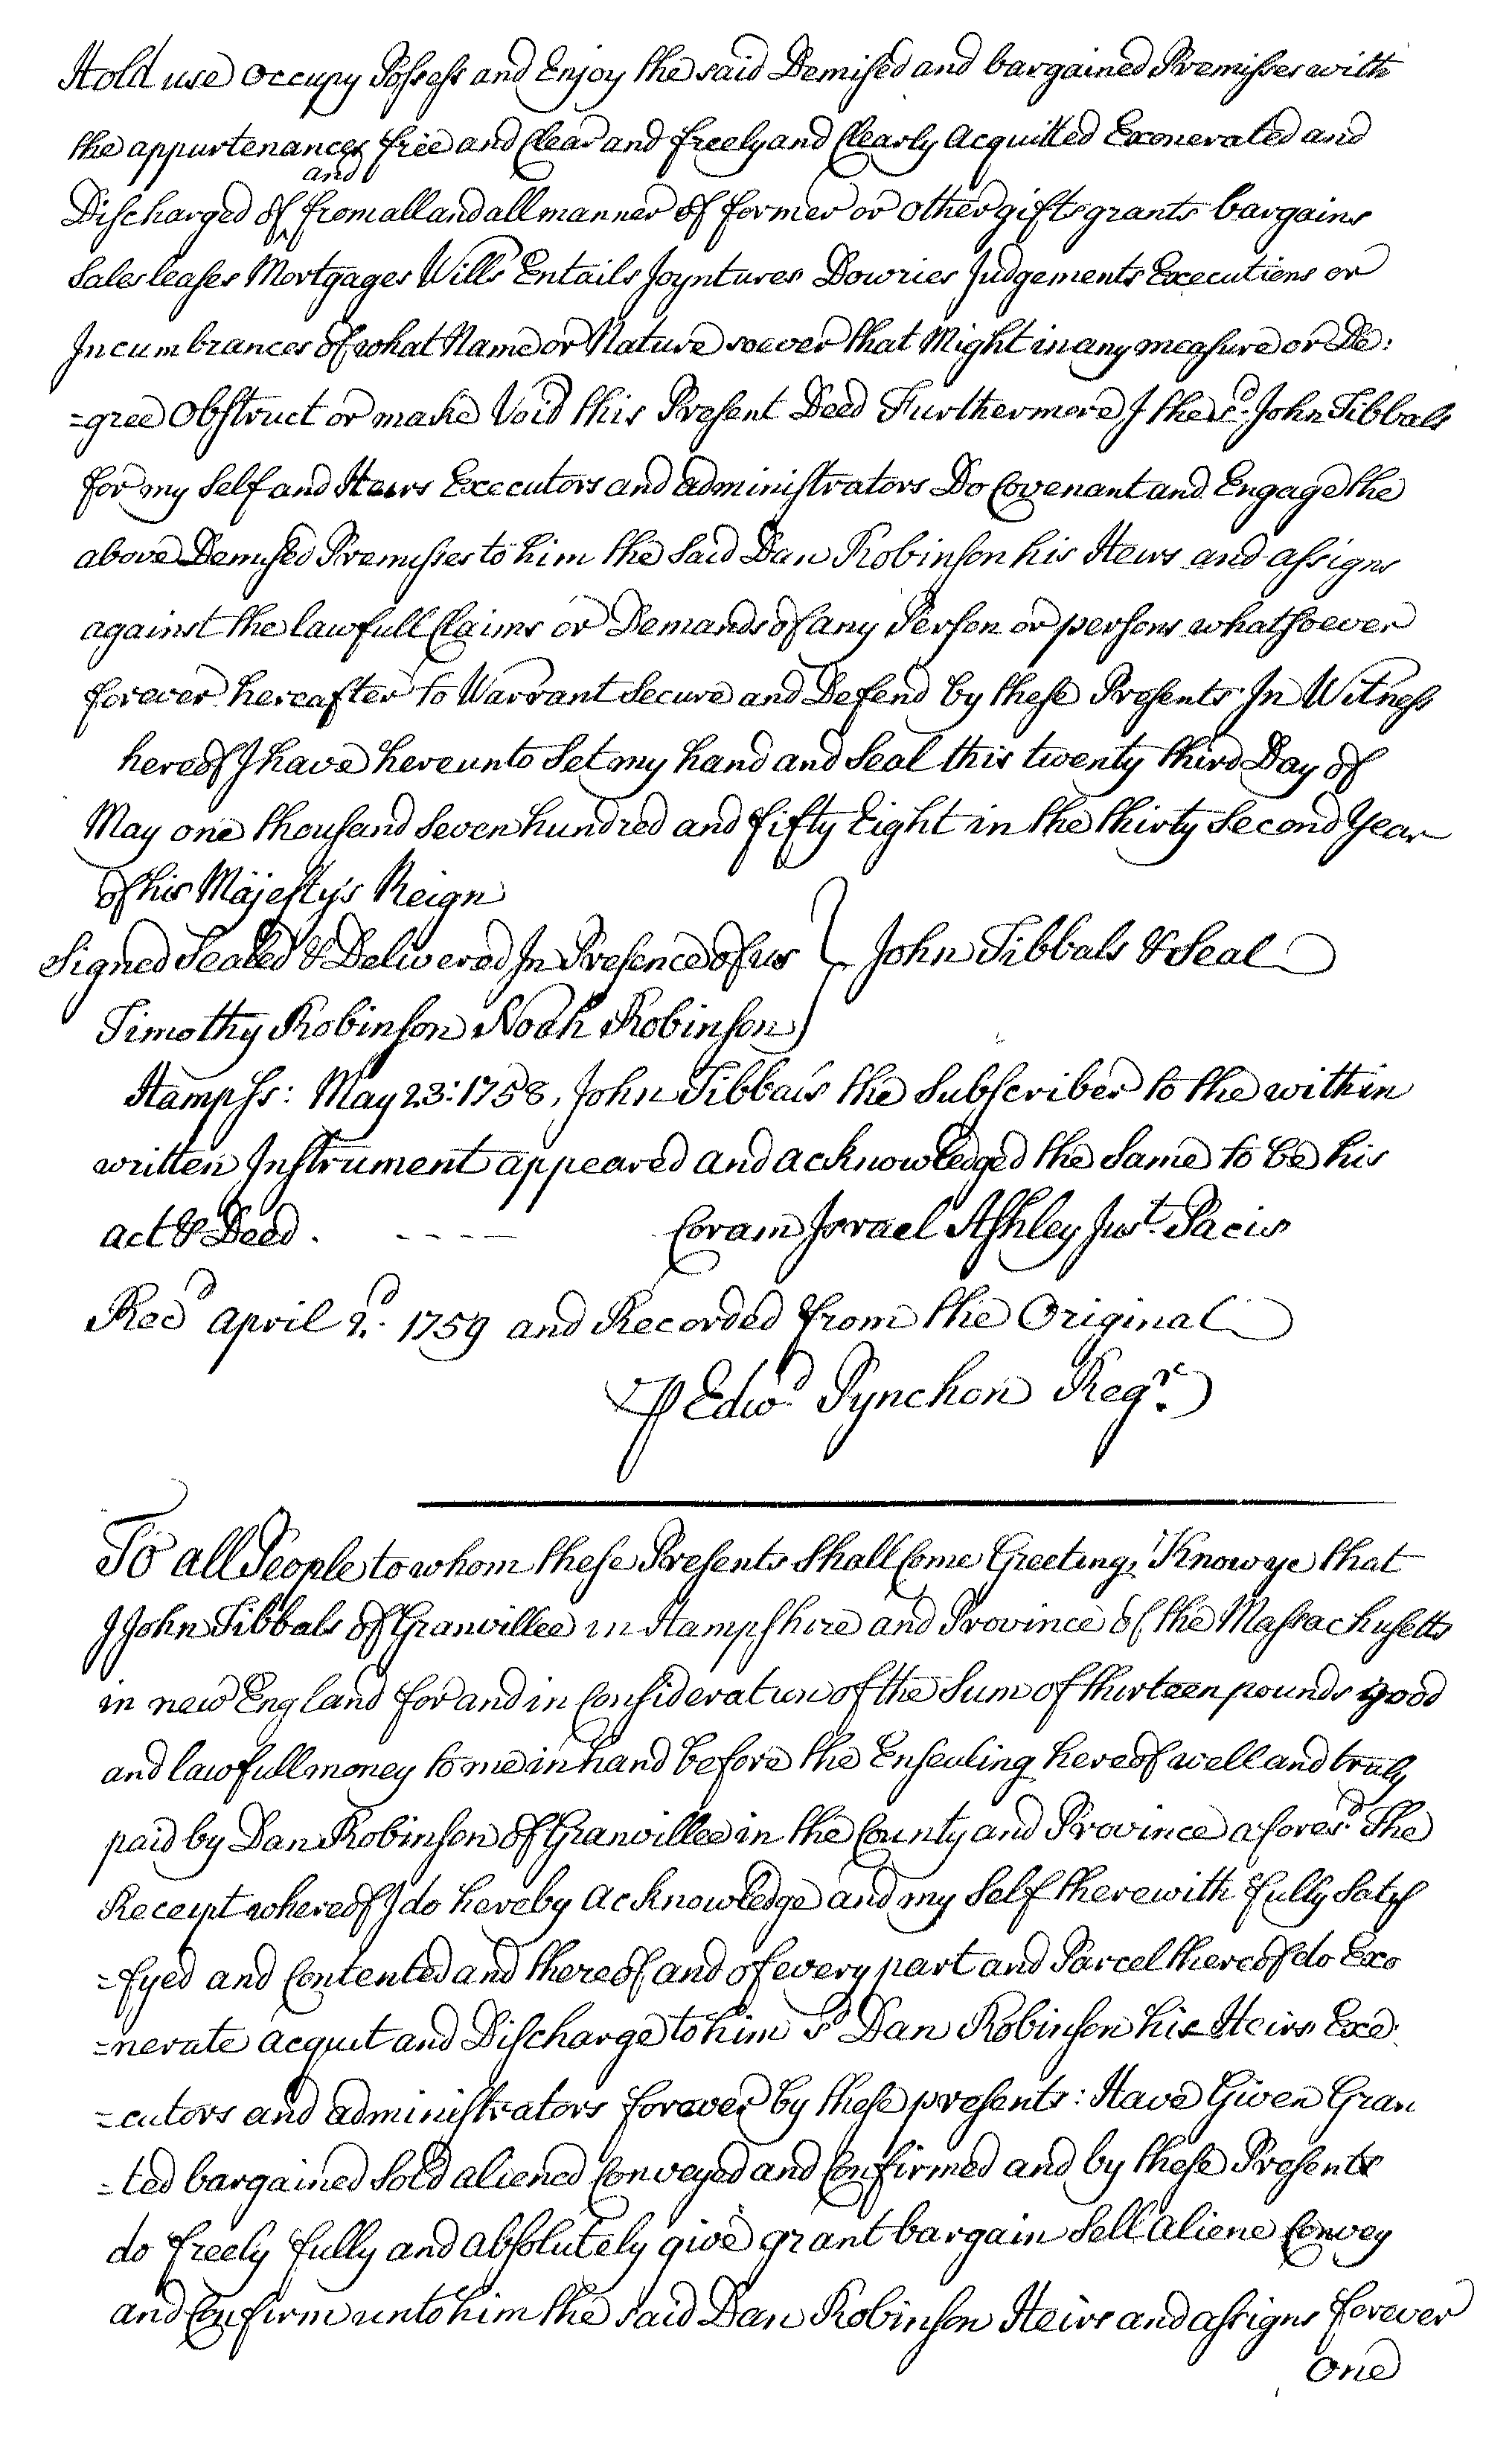 Hold use Occupy Possess and Enjoy the said Demised and bargained Premisses with
the appurtenances free and Clear and freely and Clearly Acquitted Exonerated and
and
Discharged of from all and all manner of former or other gifts grants bargains
Sales leases Mortgages Wills Entails Joyntures Dowries Judgements Executions or
Incumbrances of what Name or Nature soever that Might in any measure or De:
=gree Obstruct or make Void this Present Deed Furthermore I the sd. John Tibbals
for my Self and Heirs Executors and administrators Do Covenant and Engage the
above Demised Premisses to him the Said Dan Robinson his Heirs and assigns
against the lawfull Claims or Demands of any Person or persons whatsoever
forever hereafter to Warrant Secure and Defend by these Presents In Witness
hereof I have hereunto Set my hand and Seal this twenty third Day of
May one thousand Seven hundred and fifty Eight in the thirty Second Year
of his Majesty's Reign
Signed Sealed & Delivered In Presence of us } John Tibbals & Seal
Timothy Robinson Noah Robinson
Hampss: May 23: 1758, John Tibbals the Subscriber to the within
written Instrument appeared and acknowledged the Same to be his
act & Deed. - - - - Coram Israel Ashley Just. Pacis
Recd April 2d. 1759 and Recorded from the Original
⅌ Edwd. Pynchon Regr.
To all People to whom these Presents Shall Come Greeting, Know ye that
I John Tibbals of Granvillee in Hampshire and Province of the Massachusetts
in new England for and in Consideration of the Sum of thirteen pounds good
and lawfull money to me in hand before the Ensealing hereof well and truly
paid by Dan Robinson of Granvillee in the County and Province aforesd. The
Receipt whereof I do hereby acknowledge and my Self therewith fully Satis
=fyed and Contented and thereof and of every part and Parcel thereof do Exo
=nerate acquit and Discharge to him sd Dan Robinson his Heirs Exe:
=cutors and administrators forever by these presents: Have Given Gran
=ted bargained Sold aliened Conveyed and Confirmed and by these Presents
do freely fully and absolutely give grant bargain Sell aliene Convey
and Confirm unto him the said Dan Robinson Heirs and assigns forever
One